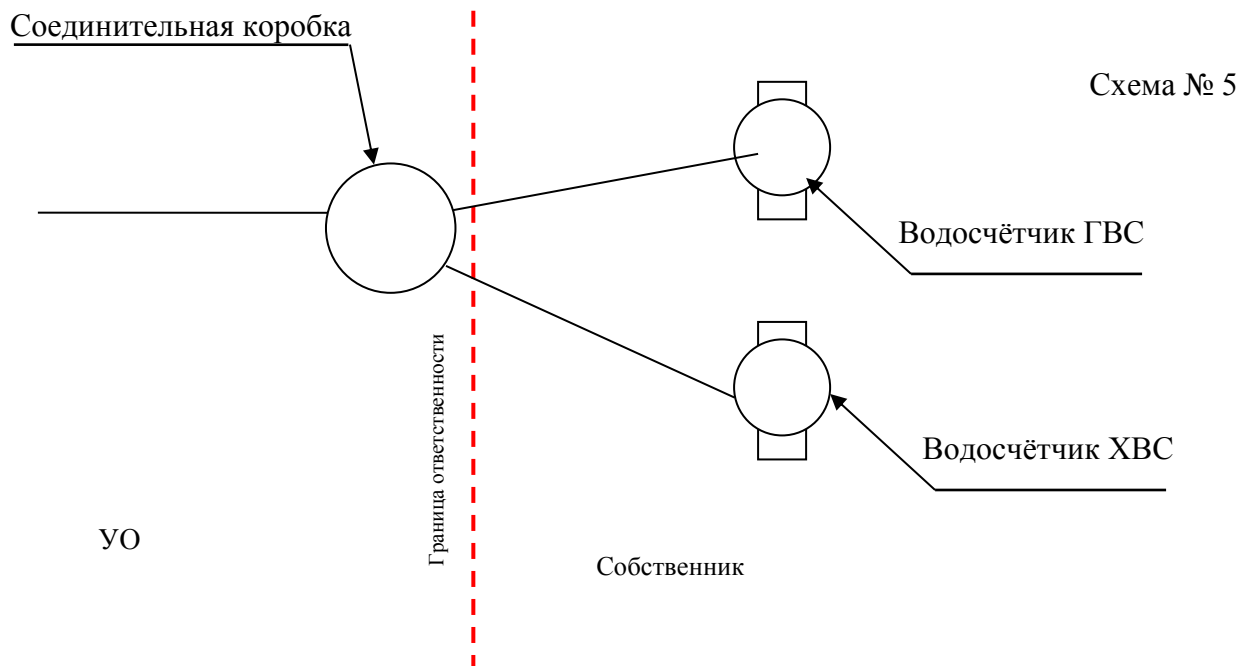 Соединительная коробка
Схема № 5
Водосчётчик ГВС
Водосчётчик ХВС
Граница ответственности
УО
Собственник